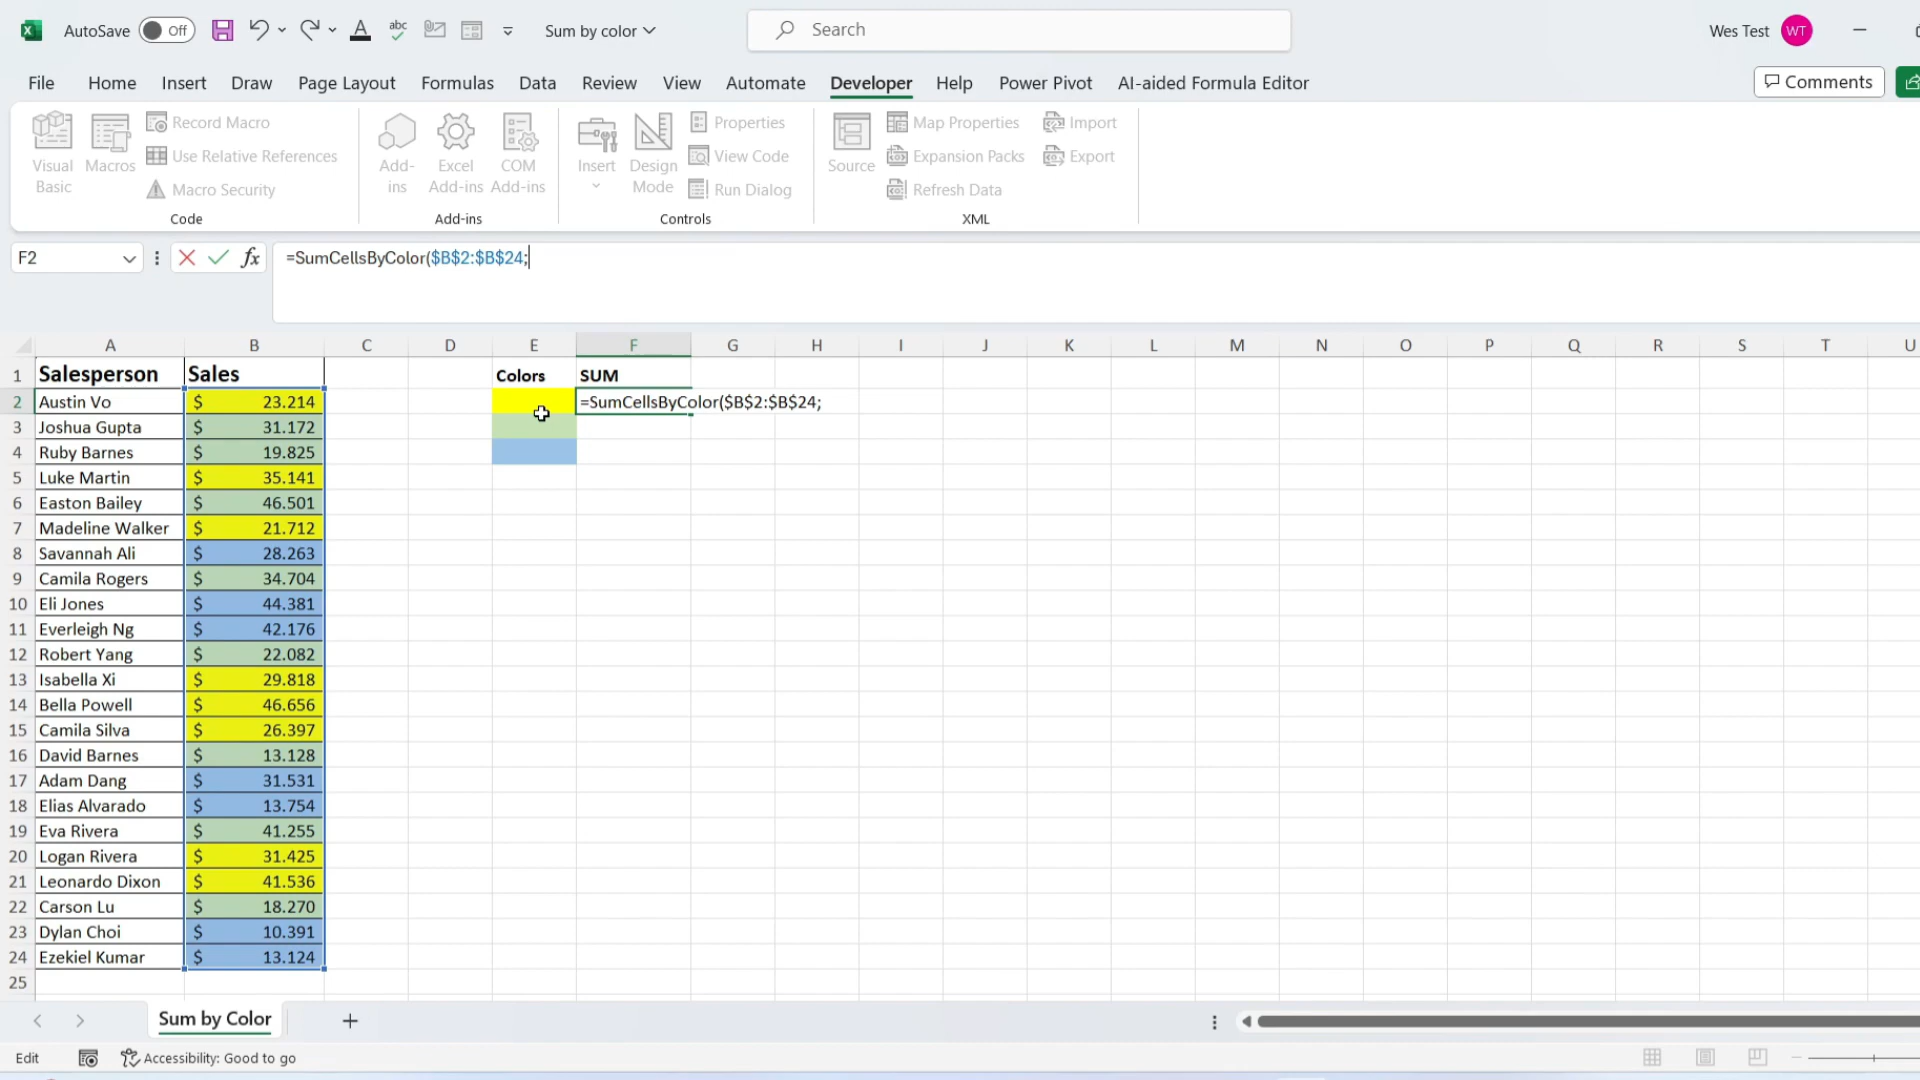 AutoSave Off Sum by color Search Wes Test WT
File Home Insert Draw Page Layout Formulas Data Review View Automate Developer Help Power Pivot AI-aided Formula Editor Comments
Visual Basic
Macros
Record Macro
Use Relative References
Macro Security
Code
Add-ins
Excel Add-ins
COM Add-ins
Add-ins
Insert
Design Mode
Properties
View Code
Run Dialog
Controls
Source
Map Properties
Expansion Packs
Refresh Data
Import
Export
XML
F2 fx =SumCellsByColor($B$2:$B$24;
A B C D E F G H I J K L M N O P Q R S T U
1 Salesperson Sales Colors SUM
2 Austin Vo $ 23.214 =SumCellsByColor($B$2:$B$24;
3 Joshua Gupta $ 31.172
4 Ruby Barnes $ 19.825
5 Luke Martin $ 35.141
6 Easton Bailey $ 46.501
7 Madeline Walker $ 21.712
8 Savannah Ali $ 28.263
9 Camila Rogers $ 34.704
10 Eli Jones $ 44.381
11 Everleigh Ng $ 42.176
12 Robert Yang $ 22.082
13 Isabella Xi $ 29.818
14 Bella Powell $ 46.656
15 Camila Silva $ 26.397
16 David Barnes $ 13.128
17 Adam Dang $ 31.531
18 Elias Alvarado $ 13.754
19 Eva Rivera $ 41.255
20 Logan Rivera $ 31.425
21 Leonardo Dixon $ 41.536
22 Carson Lu $ 18.270
23 Dylan Choi $ 10.391
24 Ezekiel Kumar $ 13.124
25
Sum by Color
Edit Accessibility: Good to go